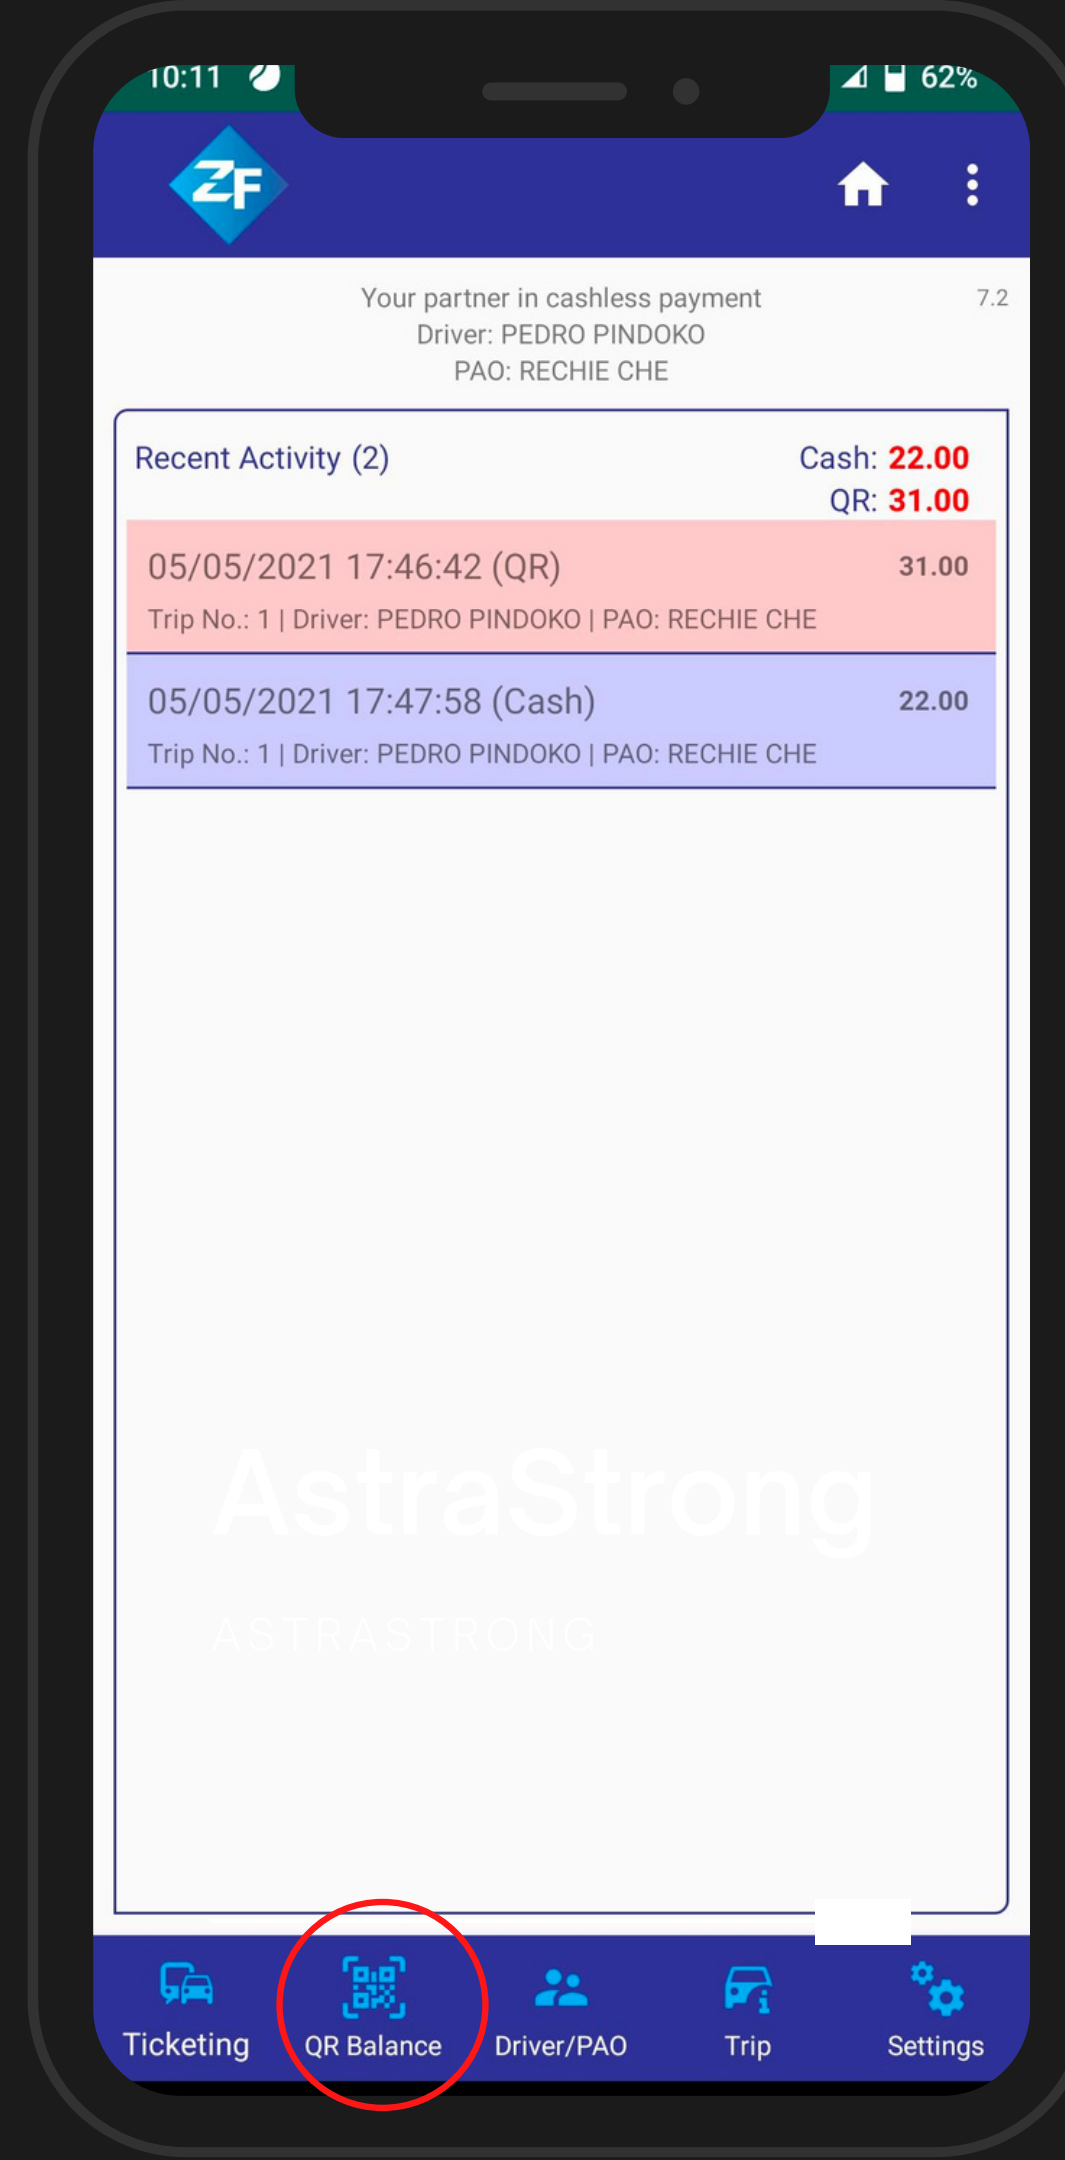 10:11
62%
ZF
Your partner in cashless payment
7.2
Driver: PEDRO PINDOKO
PAO: RECHIE CHE
Recent Activity (2)
Cash: 22.00
QR: 31.00
05/05/2021 17:46:42 (QR)
31.00
Trip No.: 1 | Driver: PEDRO PINDOKO | PAO: RECHIE CHE
05/05/2021 17:47:58 (Cash)
22.00
Trip No.: 1 | Driver: PEDRO PINDOKO | PAO: RECHIE CHE
AstraStrong
ASTRASTRONG
Ticketing
QR Balance
Driver/PAO
Trip
Settings